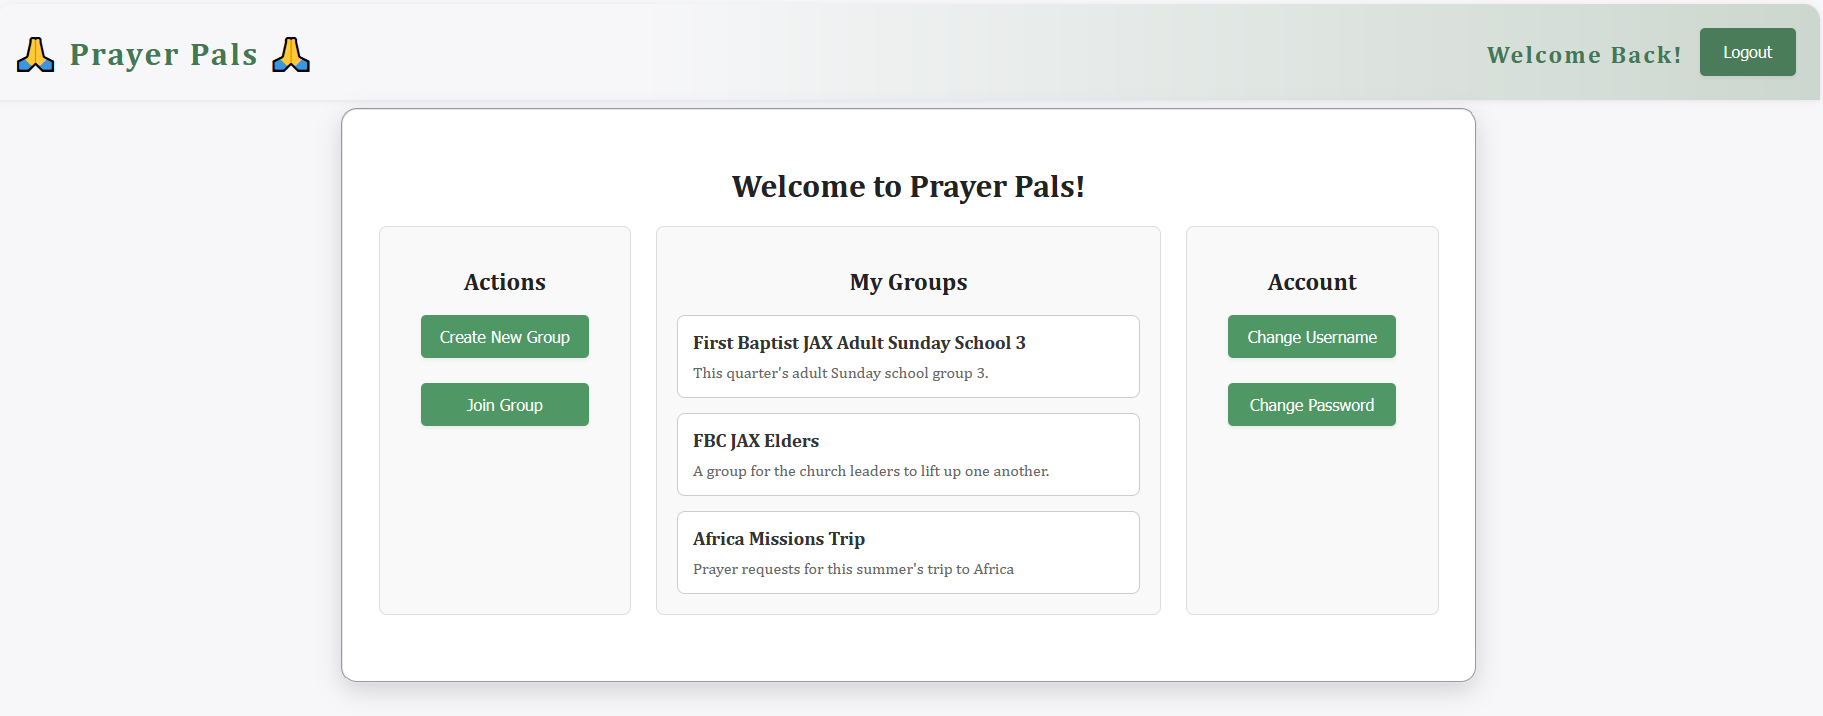 Prayer Pals
Welcome Back!
Logout
Welcome to Prayer Pals!
Actions
Create New Group
Join Group
My Groups
First Baptist JAX Adult Sunday School 3
This quarter's adult Sunday school group 3.
FBC JAX Elders
A group for the church leaders to lift up one another.
Africa Missions Trip
Prayer requests for this summer's trip to Africa
Account
Change Username
Change Password